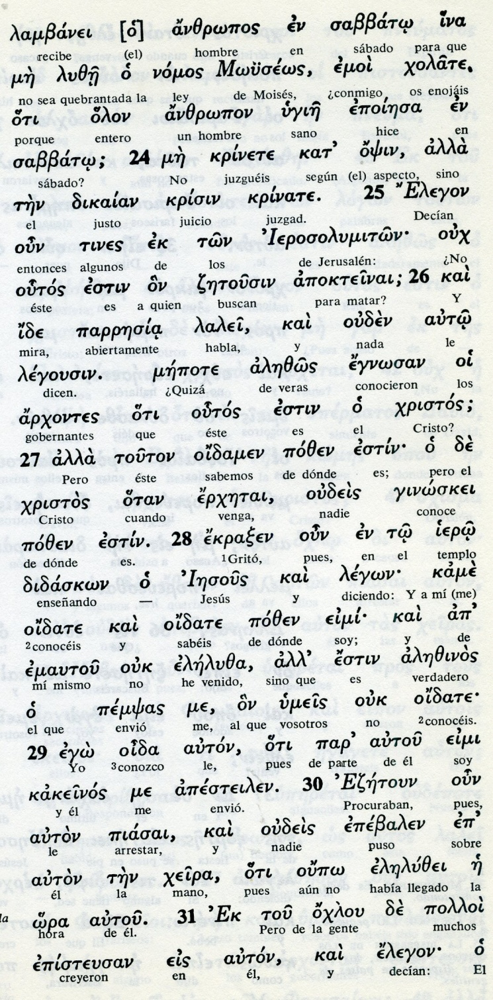 λαμβάνει [ὁ] ἄνθρωπος ἐν σαββάτῳ ἵνα
recibe (el) hombre en sábado para que
μὴ λυθῇ ὁ νόμος Μωϋσέως, ἐμοὶ χολᾶτε,
no sea quebrantada la ley de Moisés, ¿conmigo, os enojáis
ὅτι ὅλον ἄνθρωπον ὑγιῆ ἐποίησα ἐν
porque entero un hombre sano hice en
σαββάτῳ; 24 μὴ κρίνετε κατ’ ὄψιν, ἀλλὰ
sábado? No juzguéis según (el) aspecto, sino
τὴν δικαίαν κρίσιν κρίνατε. 25 Ἔλεγον
el justo juicio juzgad. Decían
οὖν τινες ἐκ τῶν Ἰεροσολυμιτῶν· οὐχ
entonces algunos de los de Jerusalén: ¿No
οὗτός ἐστιν ὃν ζητοῦσιν ἀποκτεῖναι; 26 καὶ
éste es a quien buscan para matar? Y
ἴδε παρρησίᾳ λαλεῖ, καὶ οὐδὲν αὐτῷ
mira, abiertamente habla, y nada le
λέγουσιν. μήποτε ἀληθῶς ἔγνωσαν οἱ
dicen. ¿Quizá de veras conocieron los
ἄρχοντες ὅτι οὗτός ἐστιν ὁ χριστός;
gobernantes que éste es el Cristo?
27 ἀλλὰ τοῦτον οἴδαμεν πόθεν ἐστίν· ὁ δὲ
Pero éste sabemos de dónde es; pero el
χριστὸς ὅταν ἔρχηται, οὐδεὶς γινώσκει
Cristo cuando venga, nadie conoce
πόθεν ἐστίν. 28 ἔκραξεν οὖν ἐν τῷ ἱερῷ
de dónde es. ¹Gritó, pues, en el templo
διδάσκων ὁ Ἰησοῦς καὶ λέγων· κἀμὲ
enseñando Jesús y diciendo: Y a mí (me)
οἴδατε καὶ οἴδατε πόθεν εἰμί· καὶ ἀπ’
²conocéis y sabéis de dónde soy; y de
ἐμαυτοῦ οὐκ ἐλήλυθα, ἀλλ’ ἔστιν ἀληθινὸς
mí mismo no he venido, sino que es verdadero
ὁ πέμψας με, ὃν ὑμεῖς οὐκ οἴδατε·
el que envió me, al que vosotros no ²conocéis.
29 ἐγὼ οἶδα αὐτόν, ὅτι παρ’ αὐτοῦ εἰμι
Yo ³conozco le, pues de parte de él soy
κἀκεῖνός με ἀπέστειλεν. 30 Ἐζήτουν οὖν
y él me envió. Procuraban, pues,
αὐτὸν πιάσαι, καὶ οὐδεὶς ἐπέβαλεν ἐπ’
le arrestar, y nadie puso sobre
αὐτὸν τὴν χεῖρα, ὅτι οὔπω ἐληλύθει ἡ
él la mano, pues aún no había llegado la
ὥρα αὐτοῦ. 31 Ἐκ τοῦ ὄχλου δὲ πολλοὶ
hora de él. Pero de la gente muchos
ἐπίστευσαν εἰς αὐτόν, καὶ ἔλεγον· ὁ
creyeron en él, y decían: El